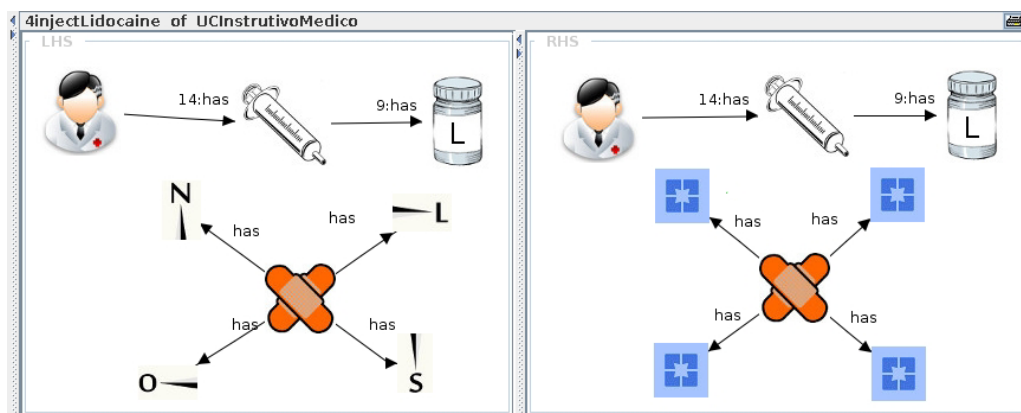 4injectLidocaine of UCInstrutivoMedico
LHS
14:has
9:has
L
N
has
has
L
has
has
O
S
RHS
14:has
9:has
L
has
has
has
has